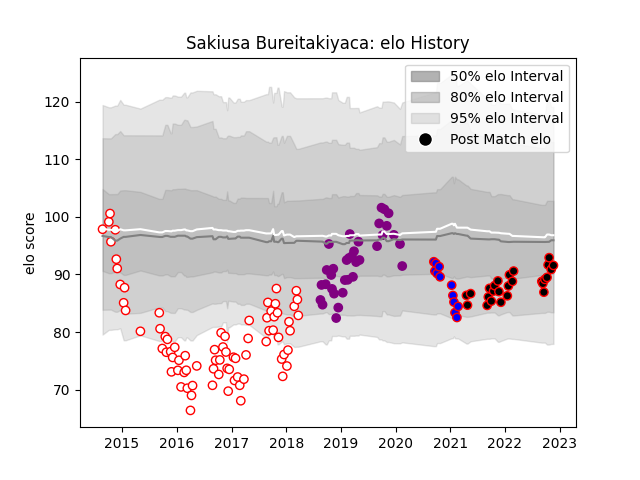 Sakiusa Bureitakiyaca: elo History
50% elo Interval
80% elo Interval
95% elo Interval
Post Match elo
elo score
120
110
100
90
80
70
2015 2016 2017 2018 2019 2020 2021 2022 2023